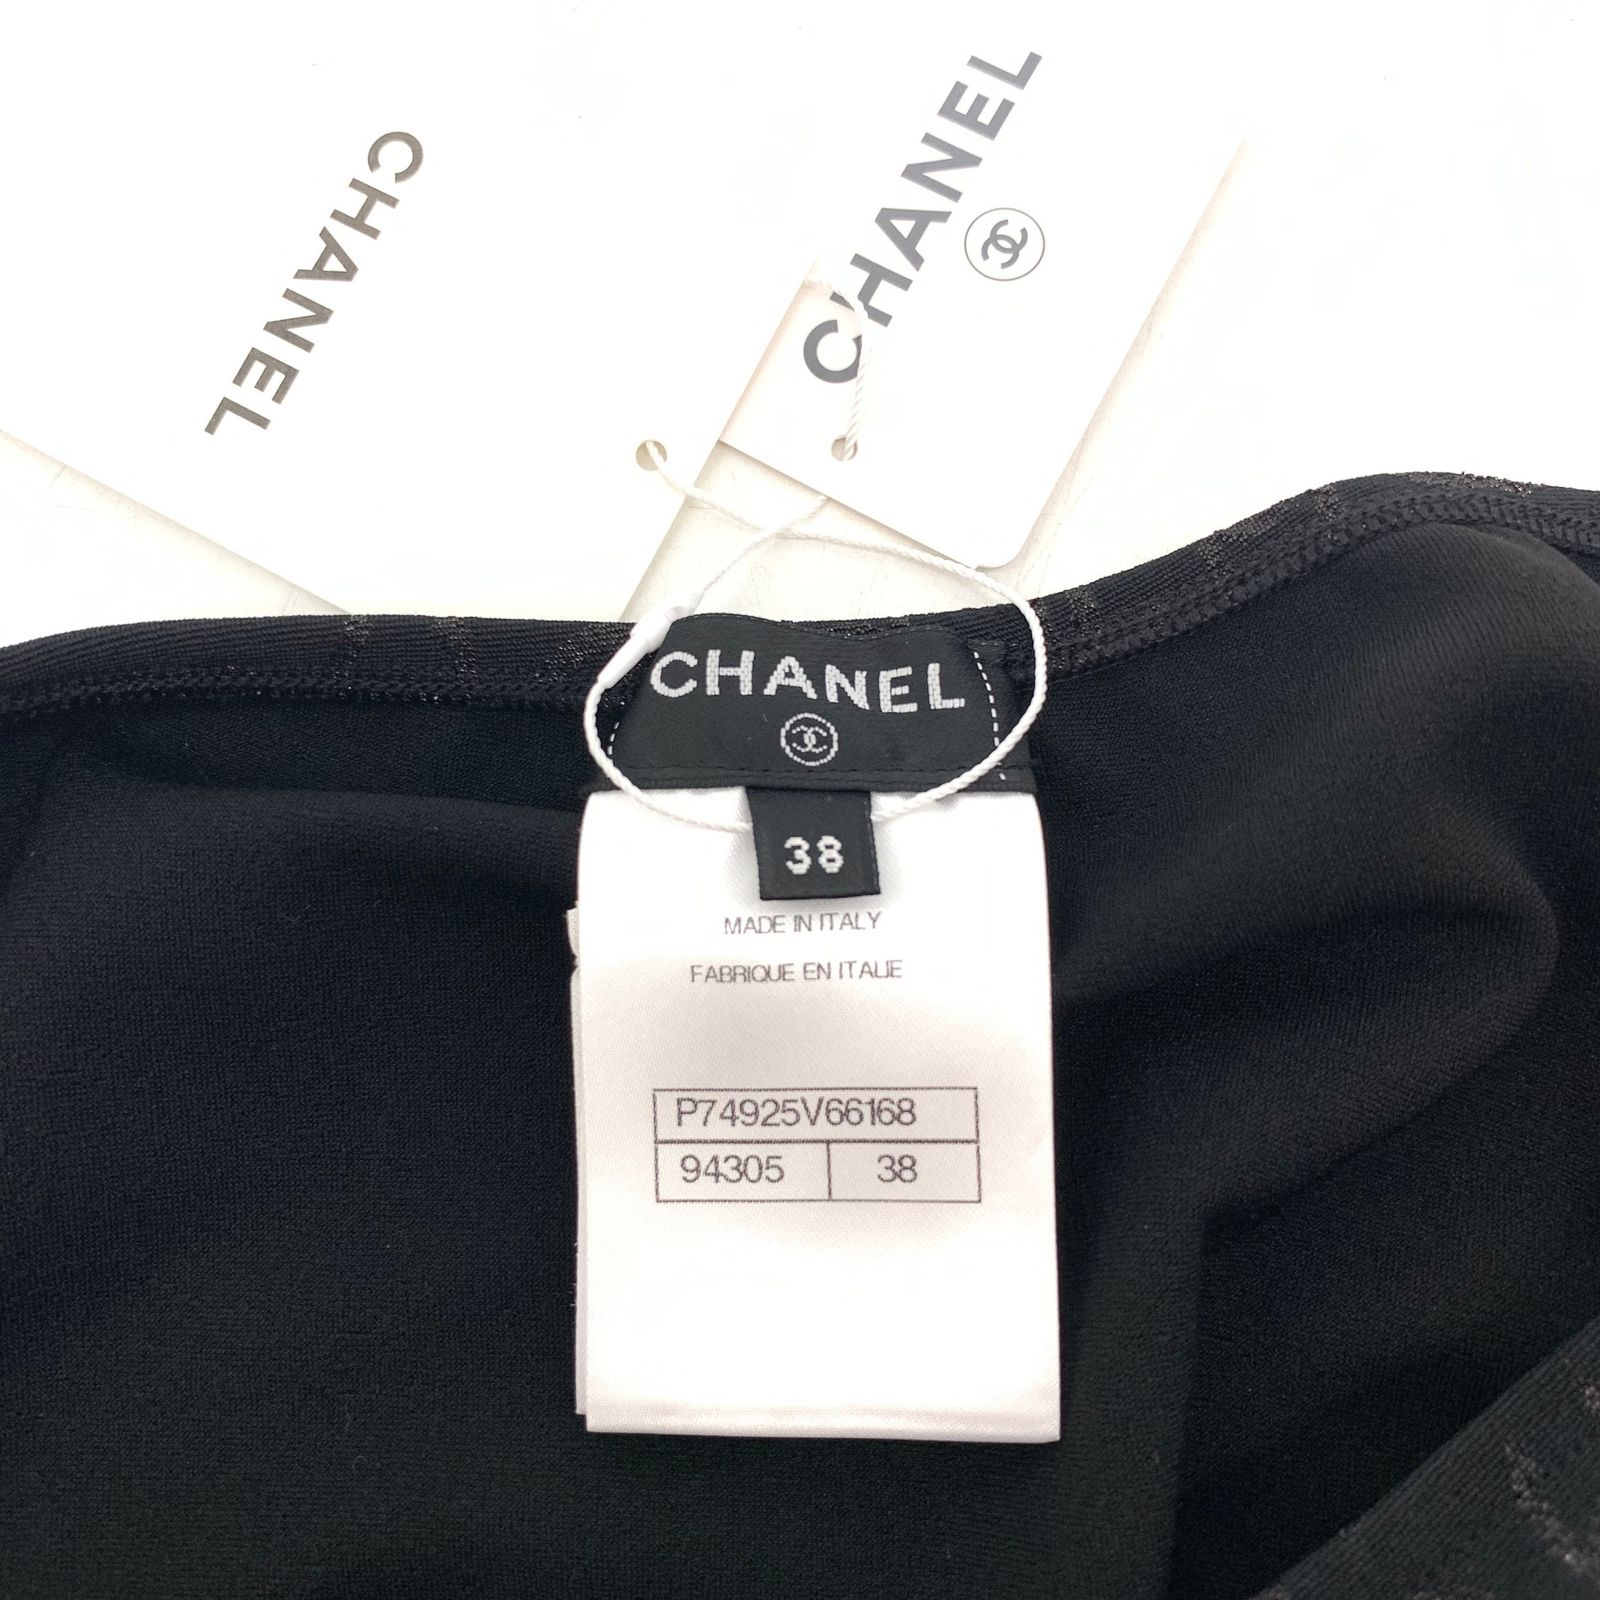 CHANEL
CHANEL
CHANEL
38
MADE IN ITALY
FABRIQUE EN ITALIE
P74925V66168
94305 38